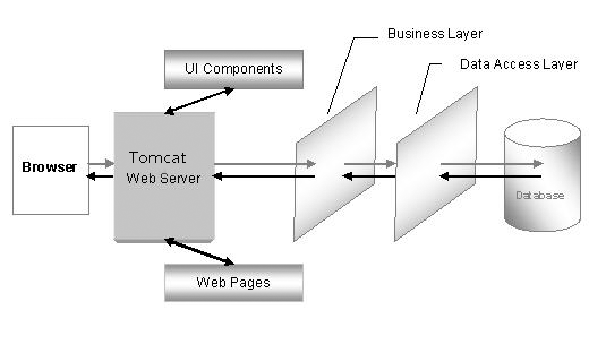 Business Layer
Data Access Layer
UI Components
Browser
Tomcat
Web Server
Database
Web Pages